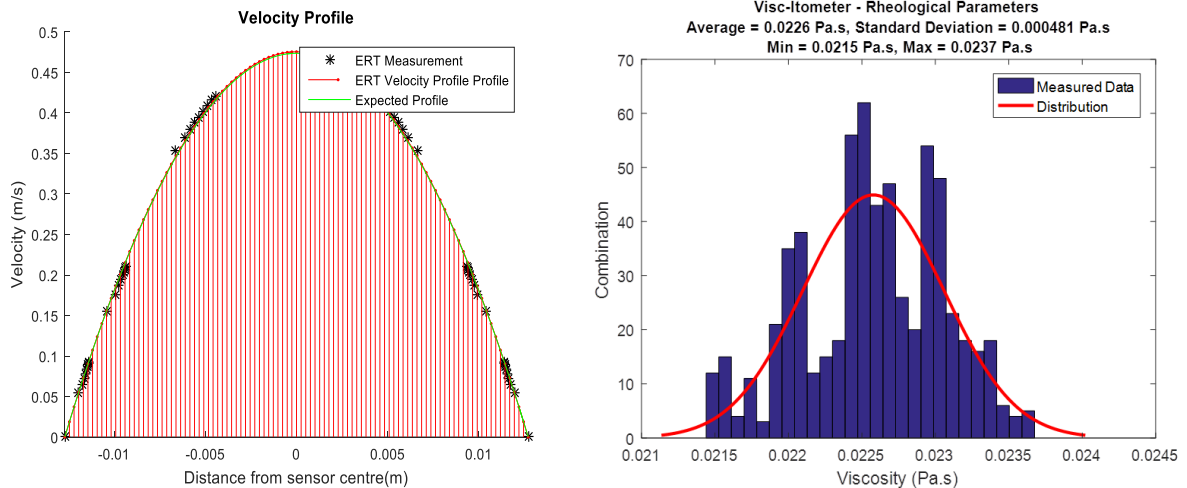 Velocity Profile
0.5
0.45
0.4
0.35
0.3
0.25
0.2
0.15
0.1
0.05
0
Velocity (m/s)
ERT Measurement
ERT Velocity Profile Profile
Expected Profile
-0.01
-0.005
0
0.005
0.01
Distance from sensor centre(m)
Visc-Itometer - Rheological Parameters
Average = 0.0226 Pa.s, Standard Deviation = 0.000481 Pa.s
Min = 0.0215 Pa.s, Max = 0.0237 Pa.s
70
60
50
40
30
20
10
0
Combination
Measured Data
Distribution
0.021
0.0215
0.022
0.0225
0.023
0.0235
0.024
0.0245
Viscosity (Pa.s)